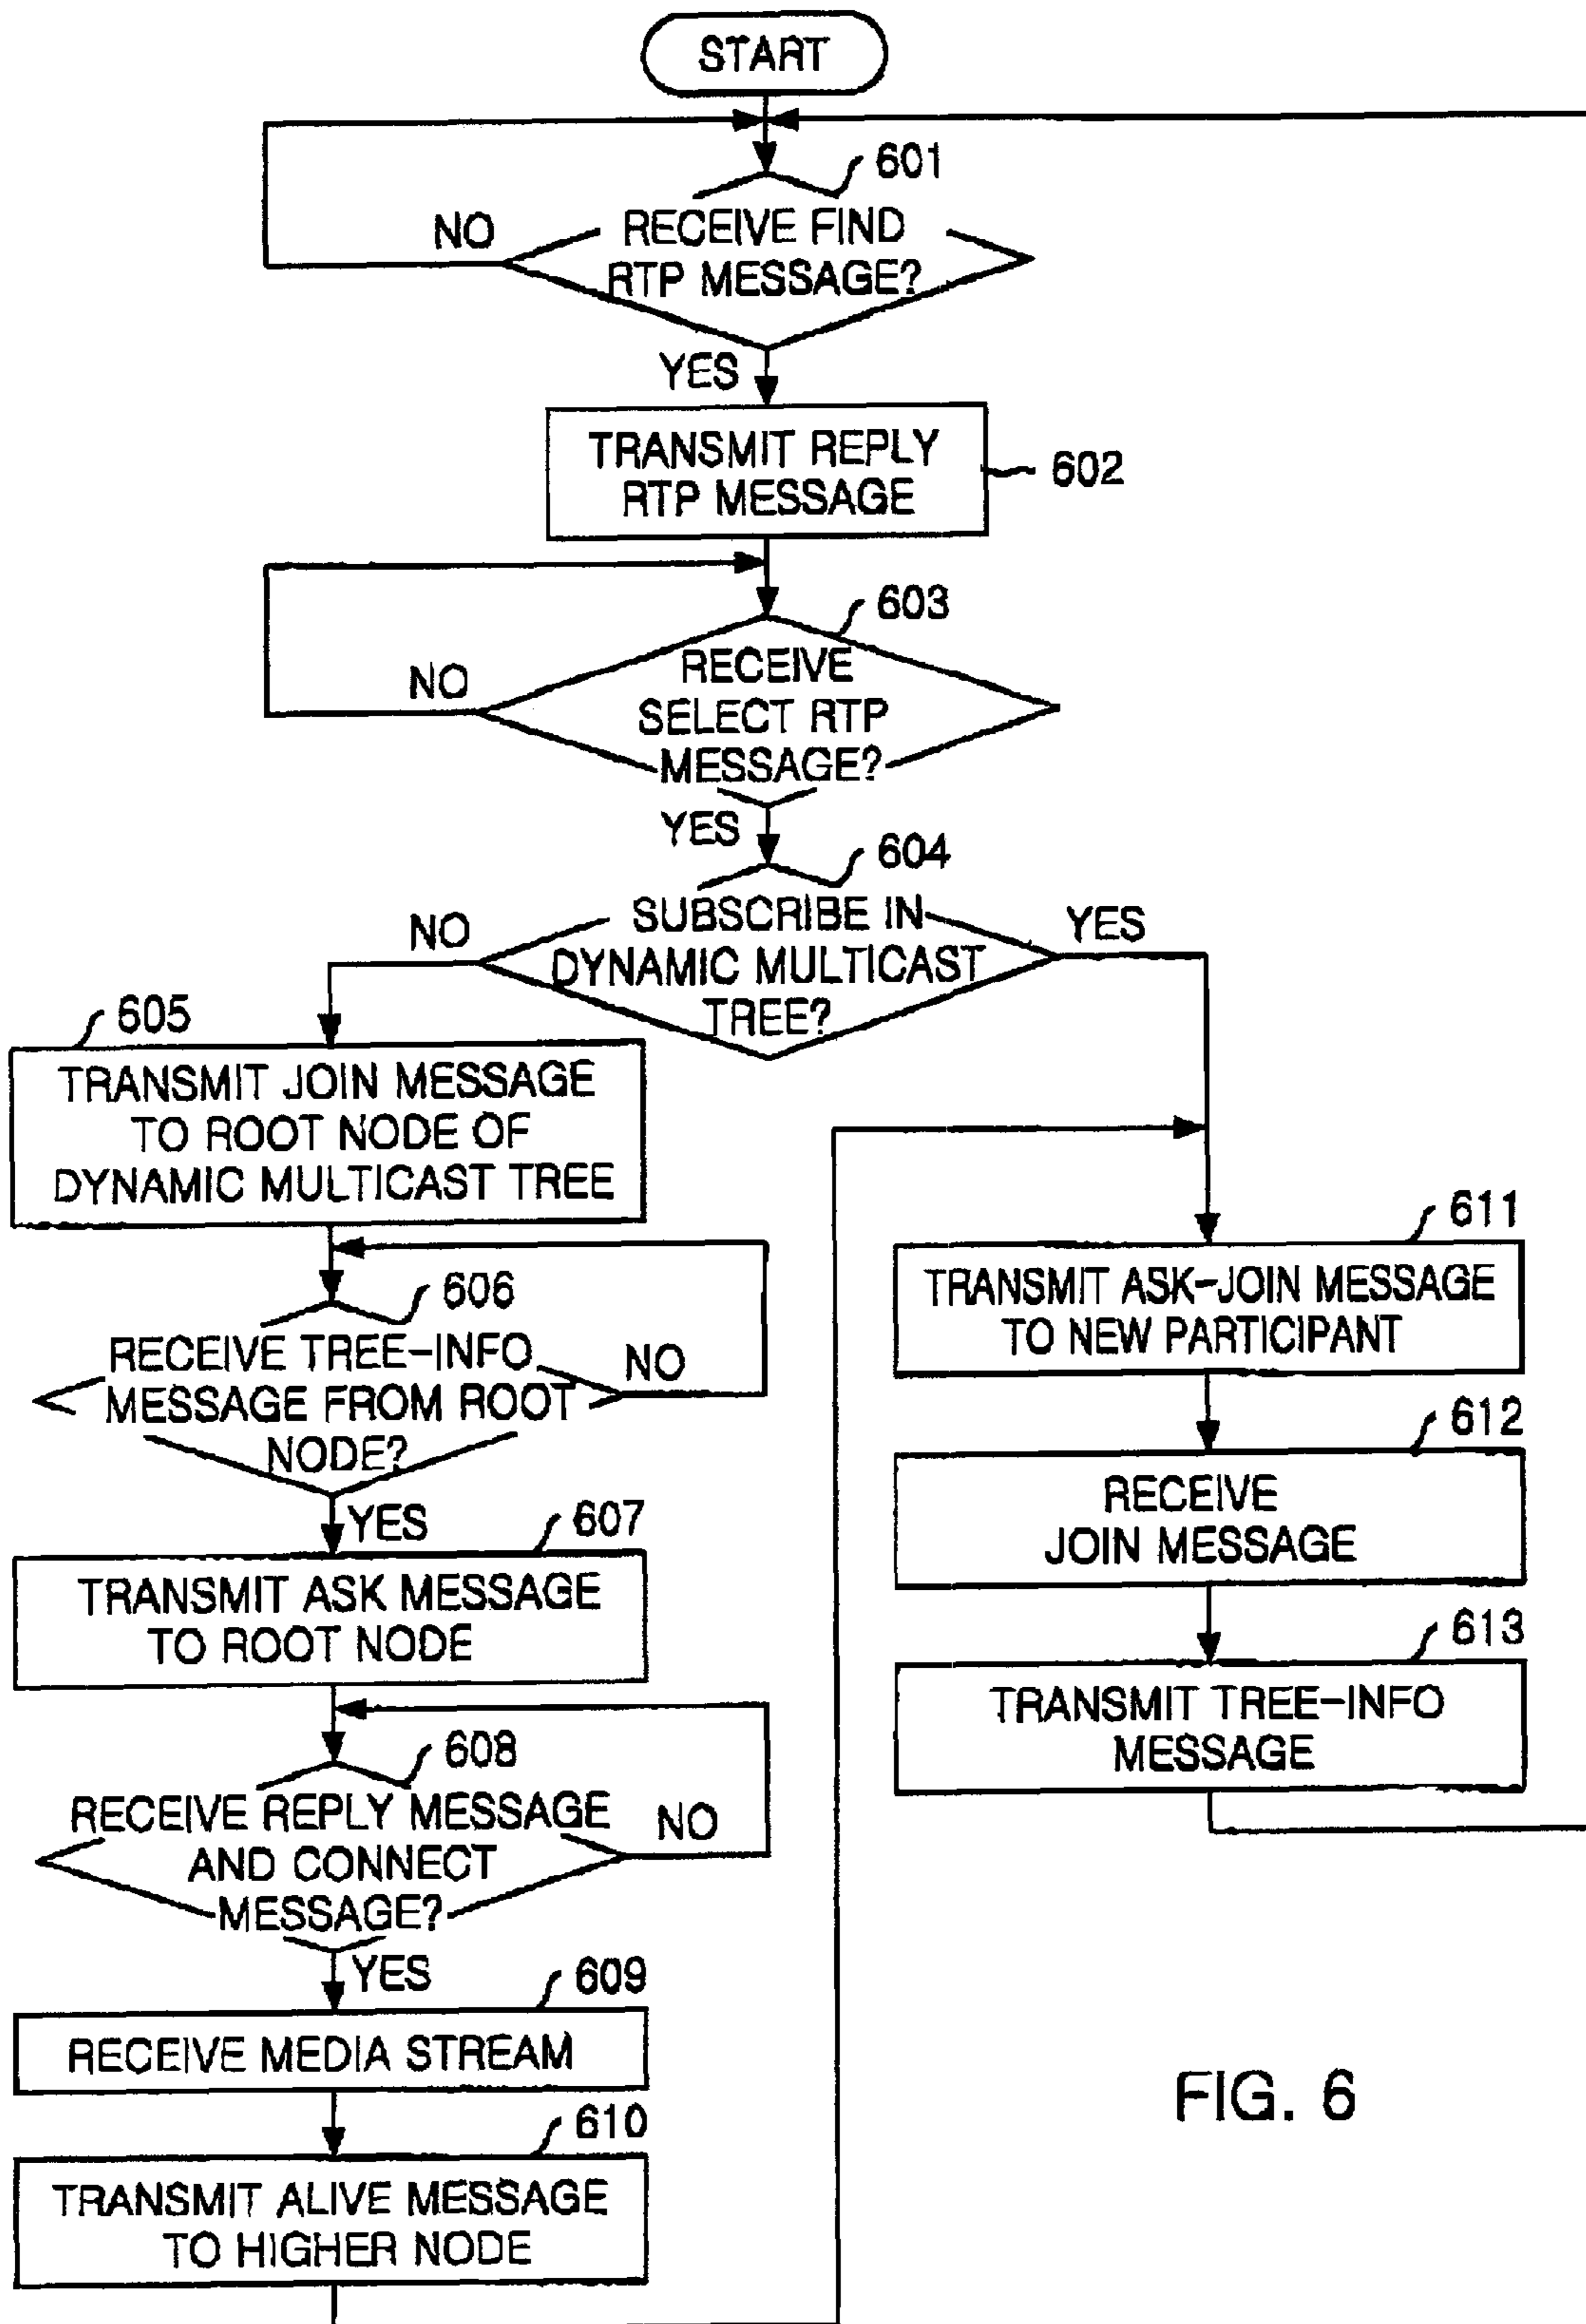 START
601
RECEIVE FIND
RTP MESSAGE?
NO
YES
TRANSMIT REPLY
RTP MESSAGE
602
603
RECEIVE
SELECT RTP
MESSAGE?
NO
YES
604
SUBSCRIBE IN
DYNAMIC MULTICAST
TREE?
NO
YES
605
TRANSMIT JOIN MESSAGE
TO ROOT NODE OF
DYNAMIC MULTICAST TREE
606
RECEIVE TREE-INFO
MESSAGE FROM ROOT
NODE?
NO
YES
607
TRANSMIT ASK MESSAGE
TO ROOT NODE
608
RECEIVE REPLY MESSAGE
AND CONNECT
MESSAGE?
NO
YES
609
RECEIVE MEDIA STREAM
610
TRANSMIT ALIVE MESSAGE
TO HIGHER NODE
611
TRANSMIT ASK-JOIN MESSAGE
TO NEW PARTICIPANT
612
RECEIVE
JOIN MESSAGE
613
TRANSMIT TREE-INFO
MESSAGE
FIG. 6